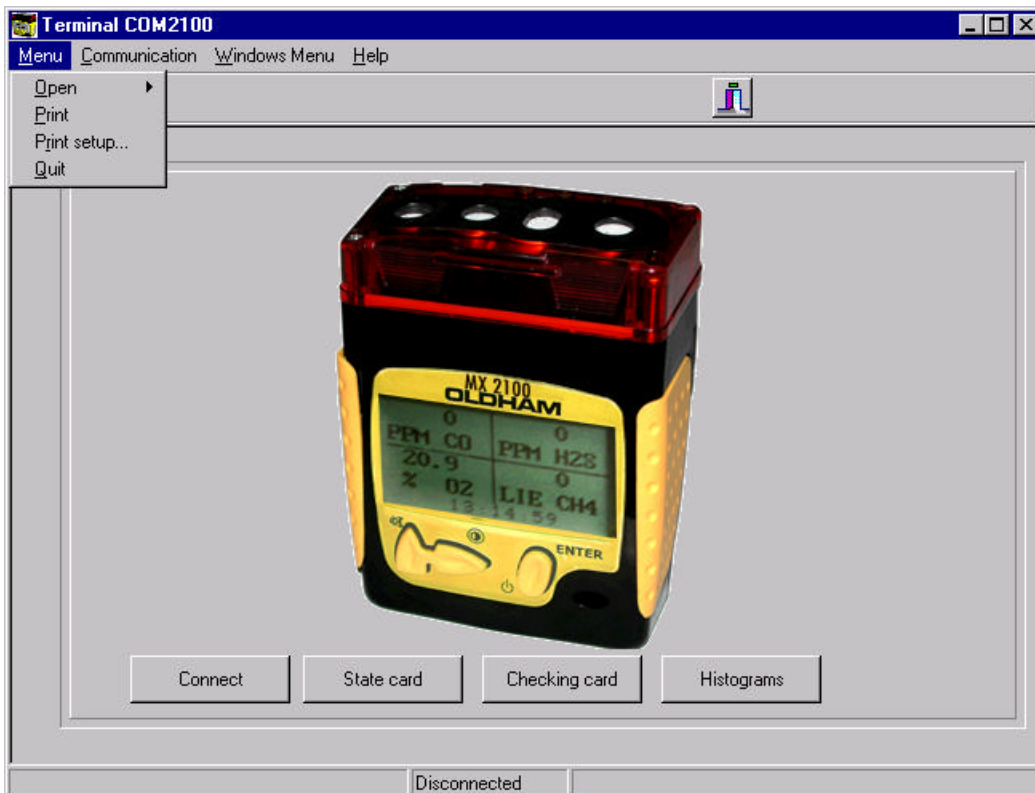 Terminal COM2100
Menu Communication Windows Menu Help
Open
Print
Print setup...
Quit
MX 2100
OLDHAM
0 0
PPM CO PPM H2S
20.9 0
% O2 LIE CH4
13:14:59
ENTER
Connect State card Checking card Histograms
Disconnected